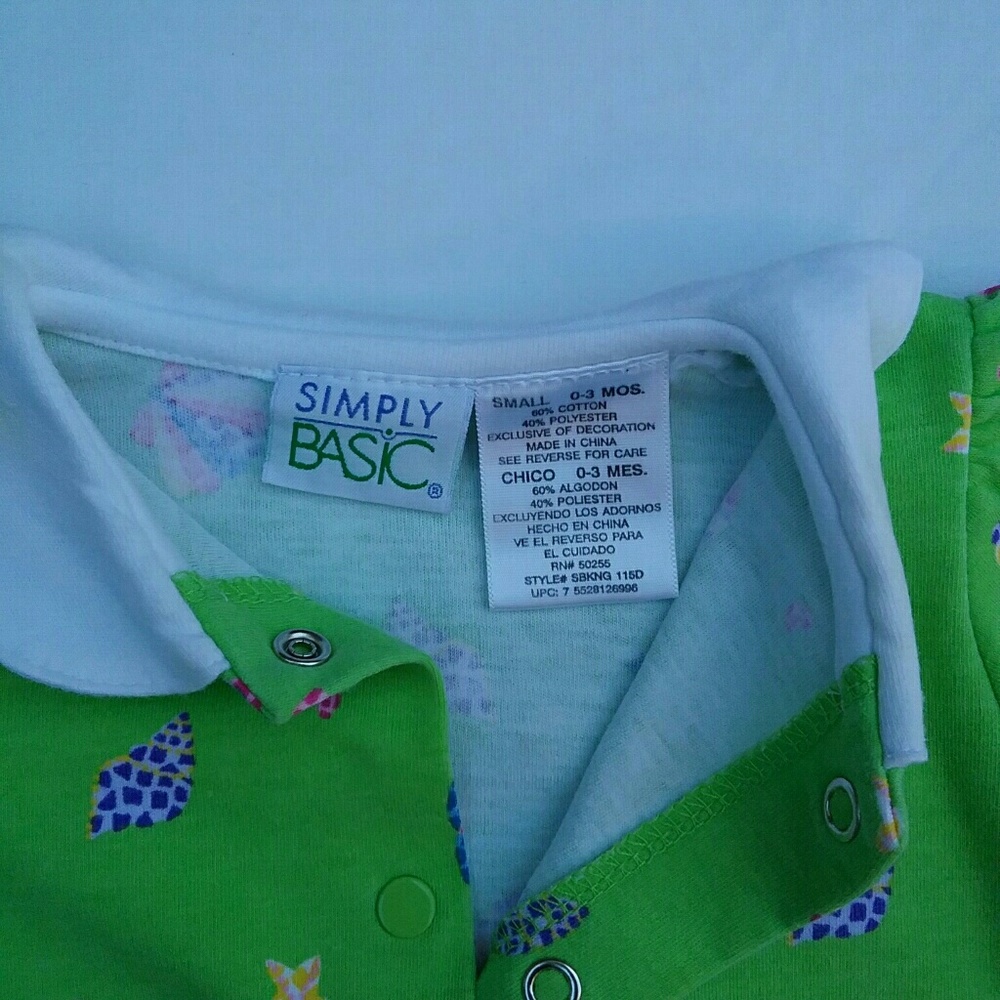 SIMPLY
BASIC®
SMALL 0-3 MOS.
60% COTTON
40% POLYESTER
EXCLUSIVE OF DECORATION
MADE IN CHINA
SEE REVERSE FOR CARE
CHICO 0-3 MES.
60% ALGODON
40% POLIESTER
EXCLUYENDO LOS ADORNOS
HECHO EN CHINA
VE EL REVERSO PARA
EL CUIDADO
RN# 50255
STYLE# SBKNG 115D
UPC: 7 5528126996